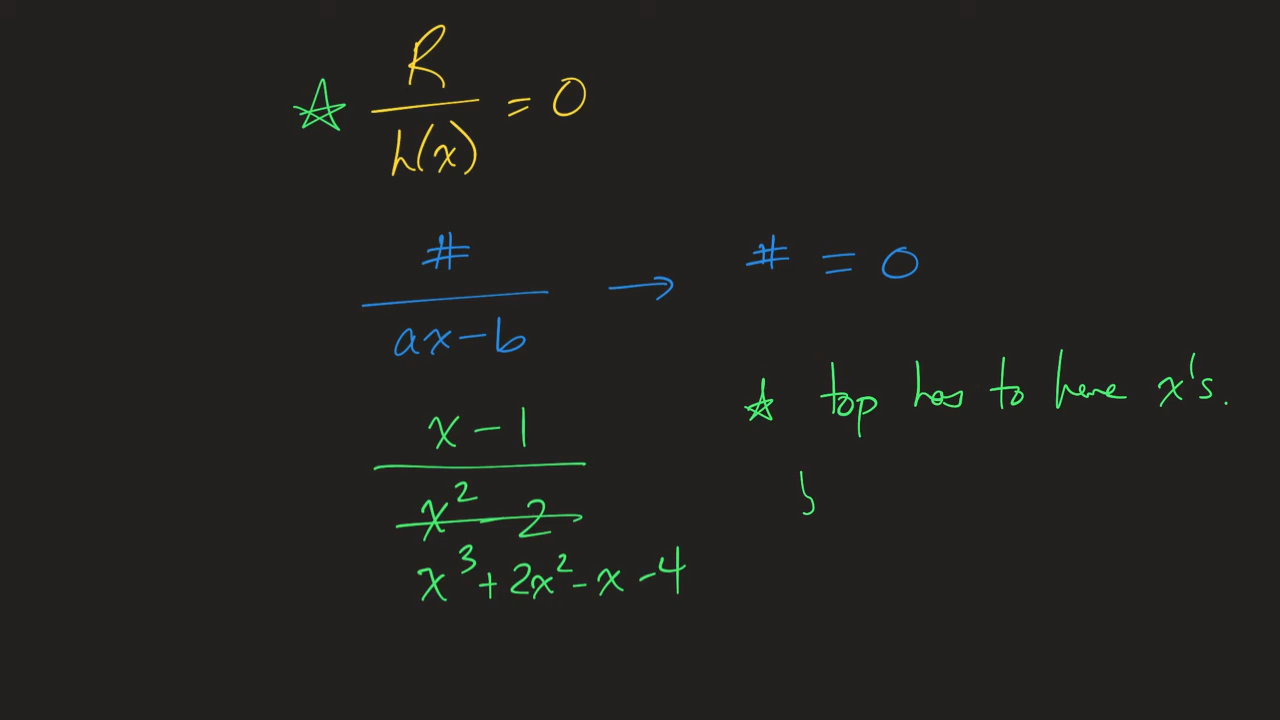 ☆ R/h(x) = 0
#/(ax-b) → # = 0
☆ top has to have x's.
x-1
x² - 2
x³+2x²-x-4